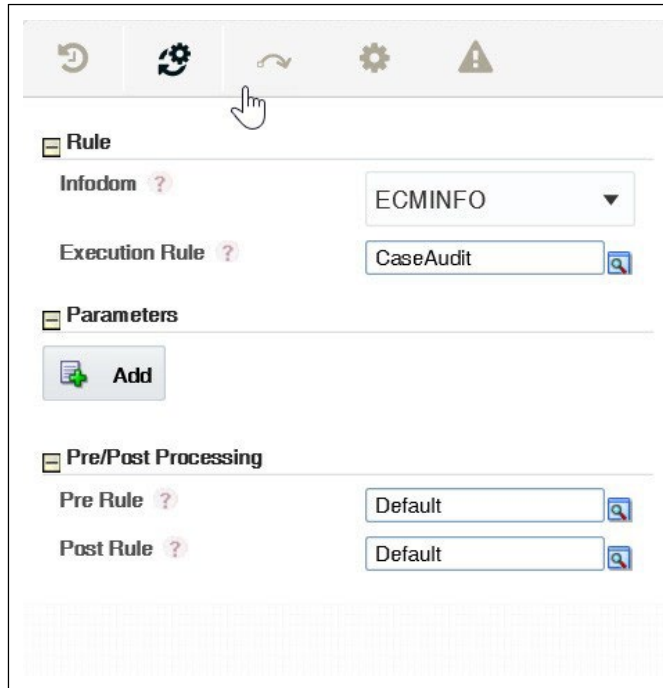 Rule
Infodom ?
ECMINFO
Execution Rule ?
CaseAudit
Parameters
Add
Pre/Post Processing
Pre Rule ?
Default
Post Rule ?
Default